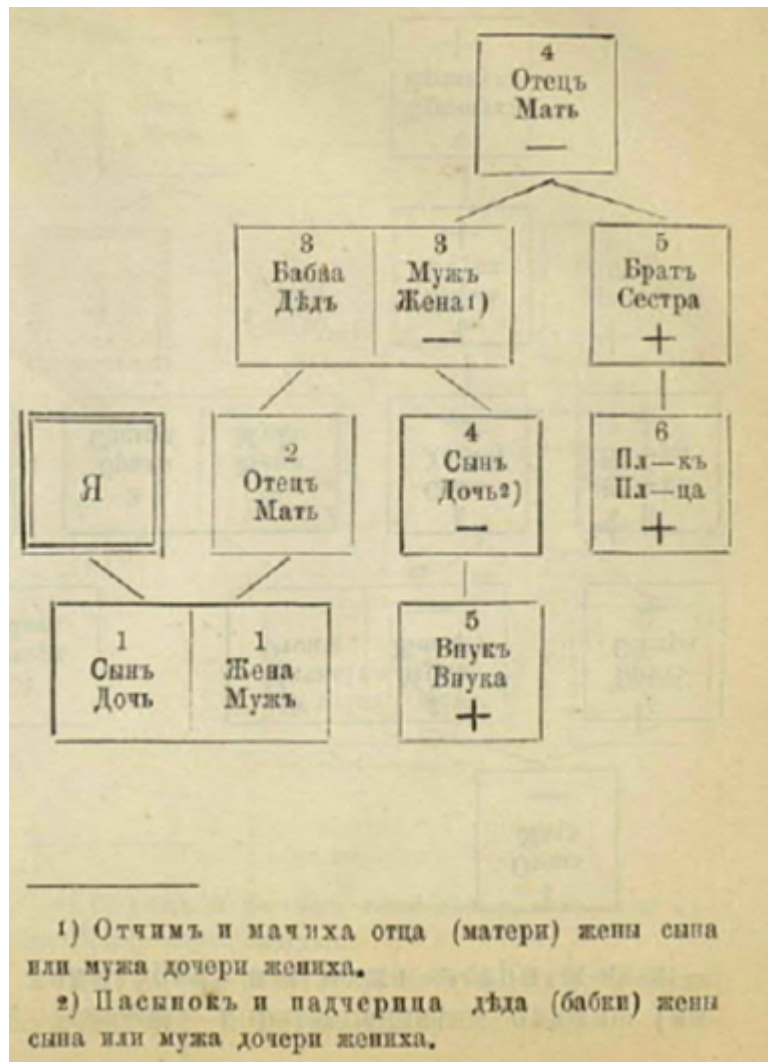 4
Отецъ
Мать
—
3
Бабка
Дѣдъ
3
Мужъ
Жена1)
—
5
Братъ
Сестра
+
Я
2
Отецъ
Мать
4
Сынъ
Дочь2)
—
6
Пл—къ
Пл—ца
+
1
Сынъ
Дочь
1
Жена
Мужъ
5
Внукъ
Внука
+
1) Отчимъ и мачиха отца (матери) жены сына
или мужа дочери жениха.
2) Пасынокъ и падчерица дѣда (бабки) жены
сына или мужа дочери жениха.